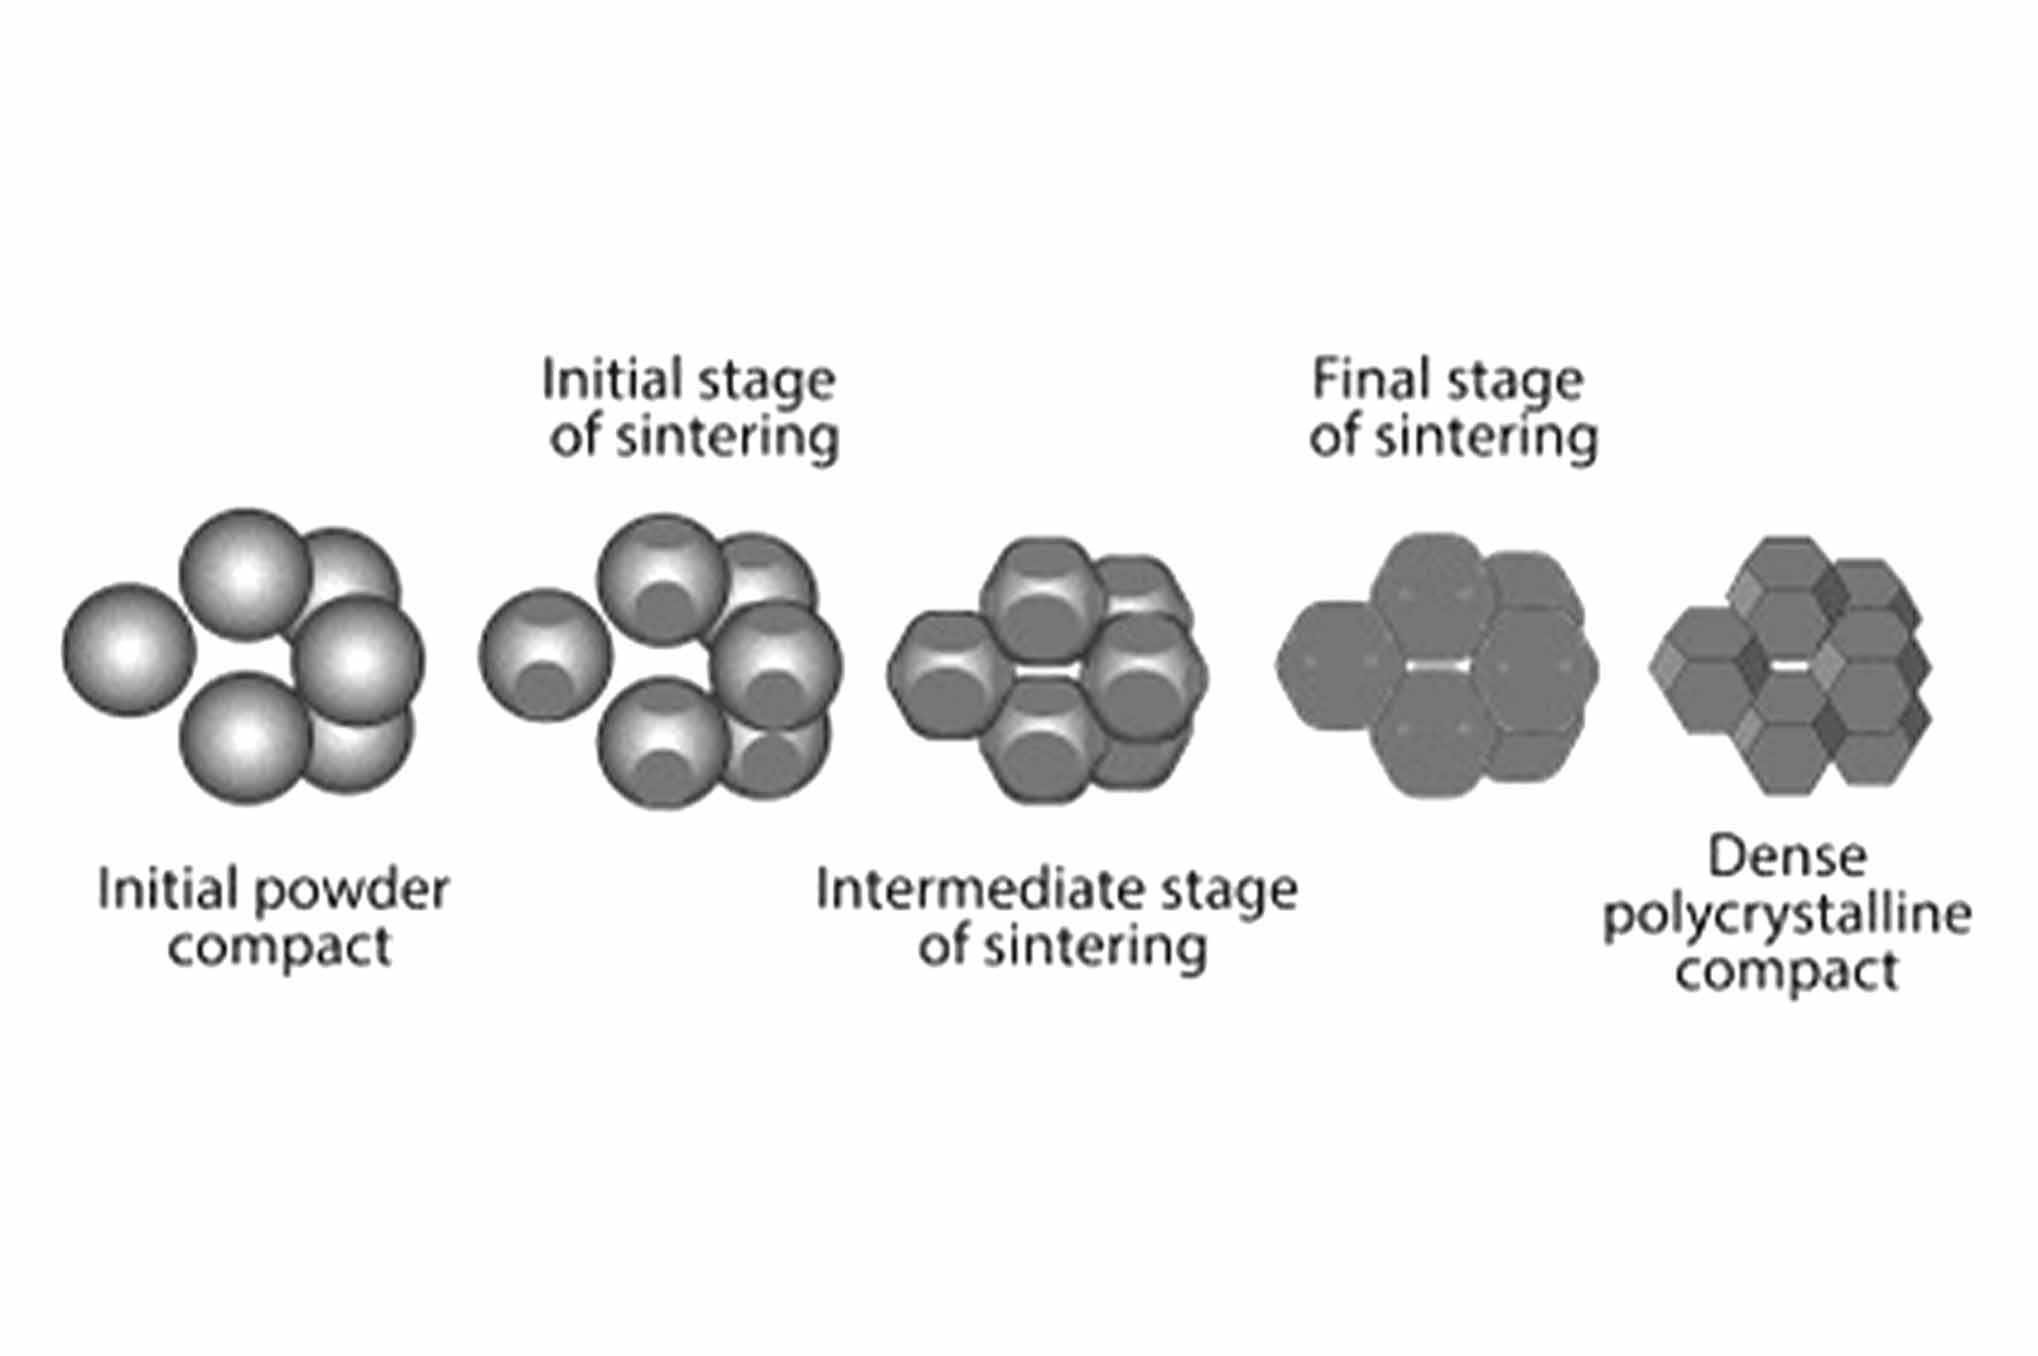 Initial stage
of sintering
Final stage
of sintering
Initial powder
compact
Intermediate stage
of sintering
Dense
polycrystalline
compact